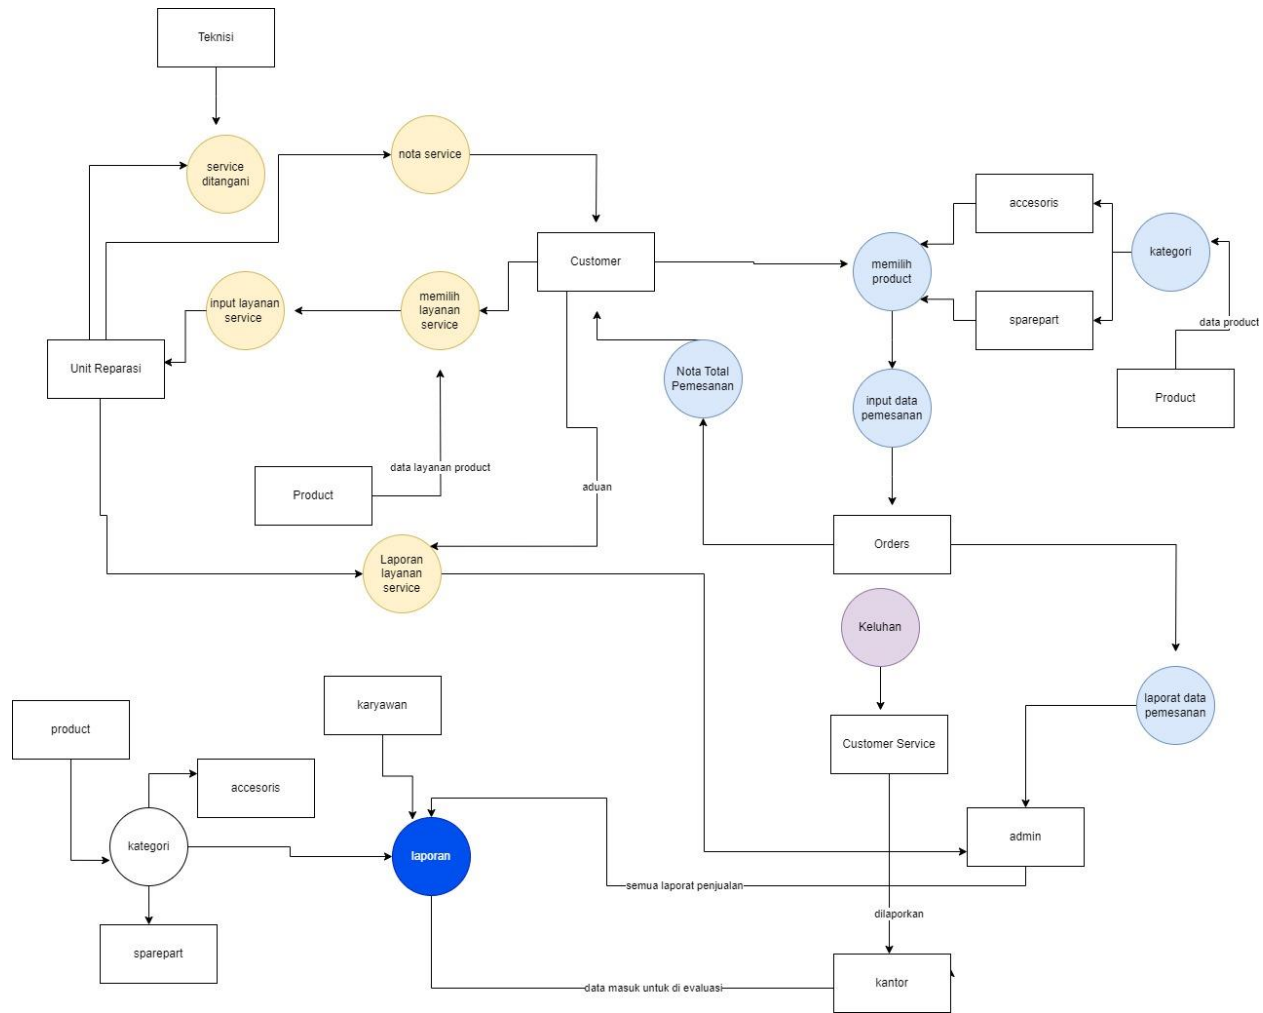 Teknisi
service
ditangani
nota service
Customer
memilih
product
accesoris
kategori
sparepart
data product
Product
input layanan
service
memilih
layanan
service
Unit Reparasi
Nota Total
Pemesanan
input data
pemesanan
data layanan product
Product
aduan
Orders
Laporan
layanan
service
Keluhan
laporat data
pemesanan
karyawan
product
Customer Service
accesoris
kategori
laporan
admin
semua laporat penjualan
dilaporkan
sparepart
kantor
data masuk untuk di evaluasi